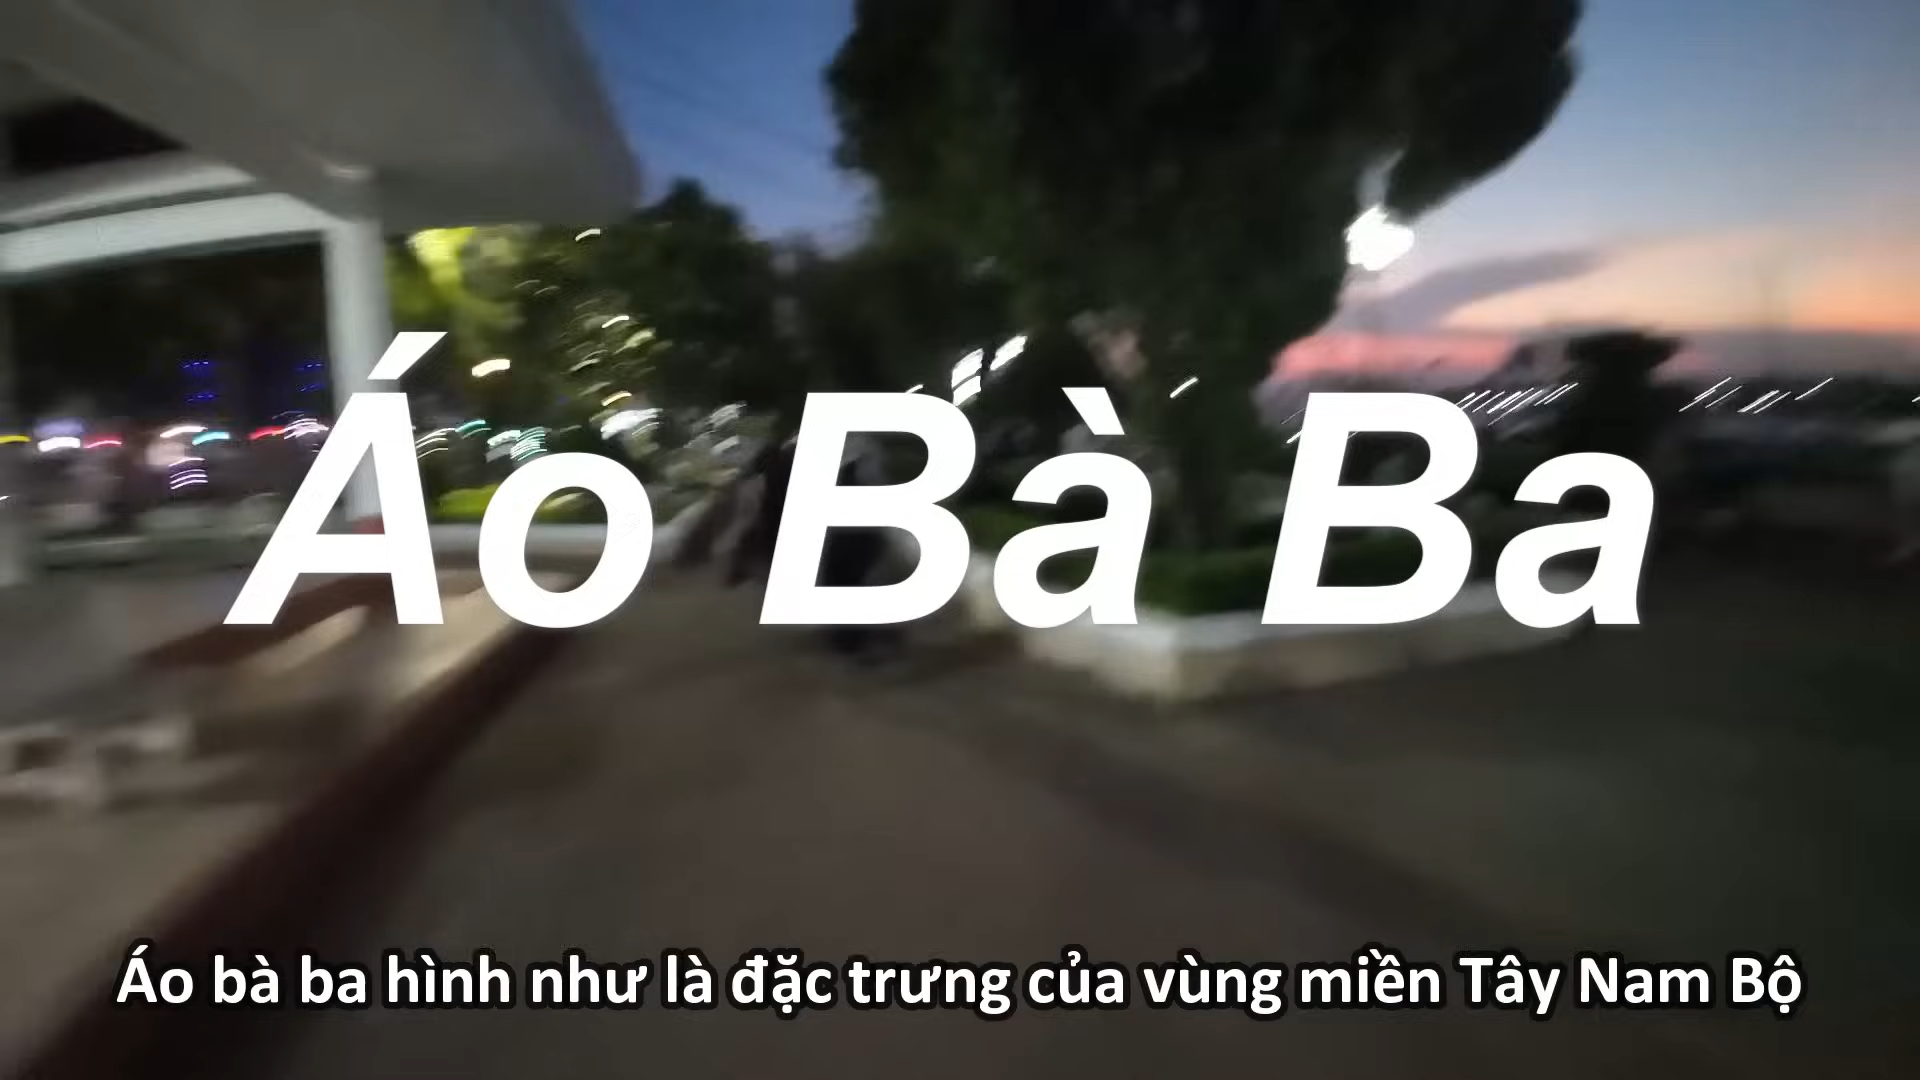 Áo Bà Ba
Áo bà ba hình như là đặc trưng của vùng miền Tây Nam Bộ